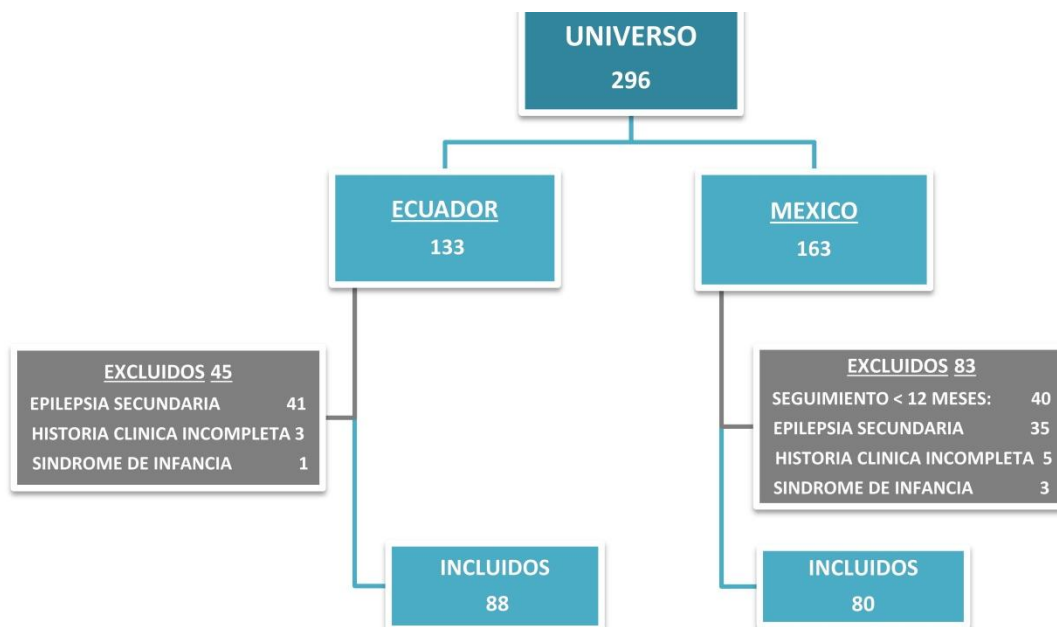 UNIVERSO
296
ECUADOR
133
MEXICO
163
EXCLUIDOS 45
EPILEPSIA SECUNDARIA 41
HISTORIA CLINICA INCOMPLETA 3
SINDROME DE INFANCIA 1
EXCLUIDOS 83
SEGUIMIENTO < 12 MESES: 40
EPILEPSIA SECUNDARIA 35
HISTORIA CLINICA INCOMPLETA 5
SINDROME DE INFANCIA 3
INCLUIDOS
88
INCLUIDOS
80